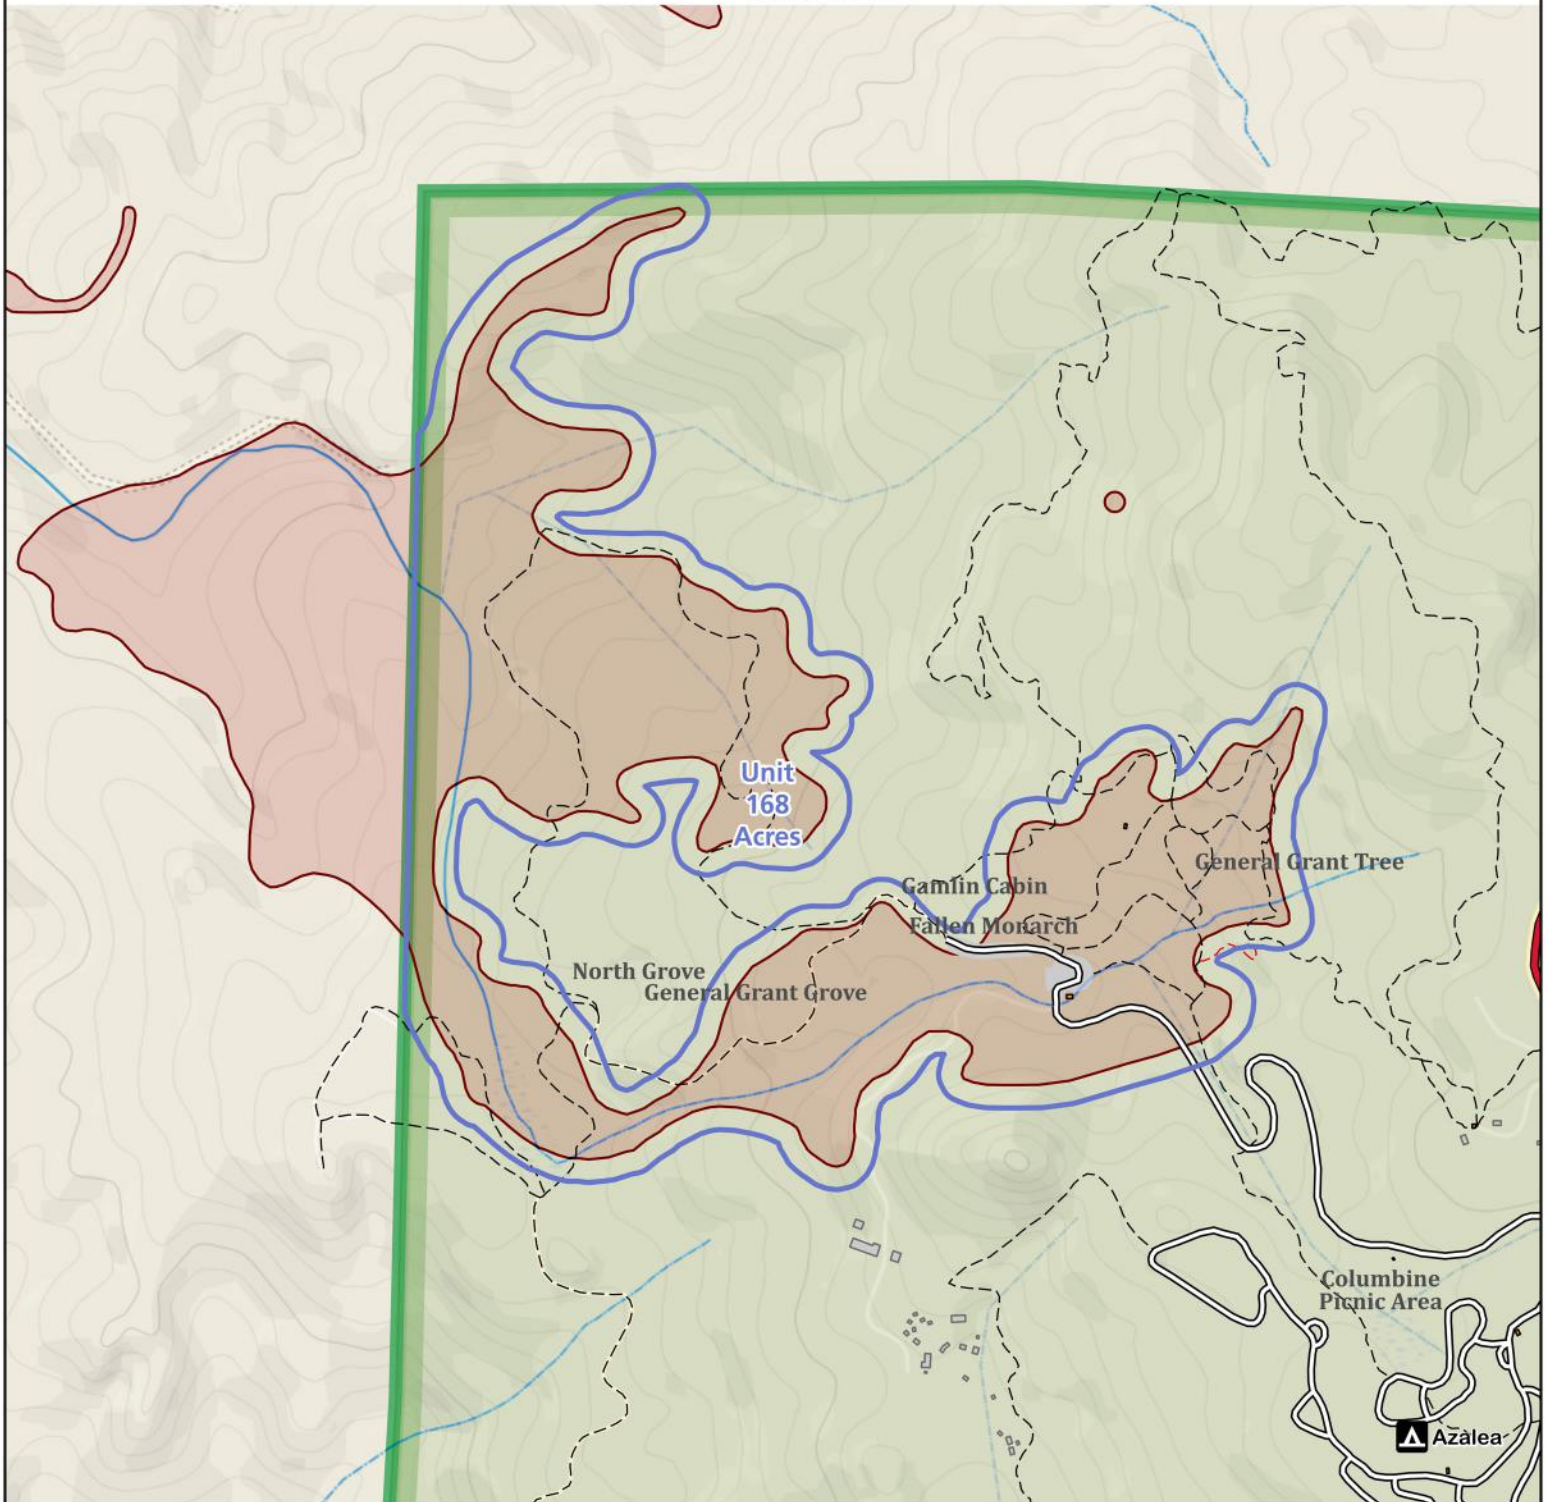 Unit
168
Acres
General Grant Tree
Gamlin Cabin
Fallen Monarch
North Grove
General Grant Grove
Columbine
Picnic Area
Azalea